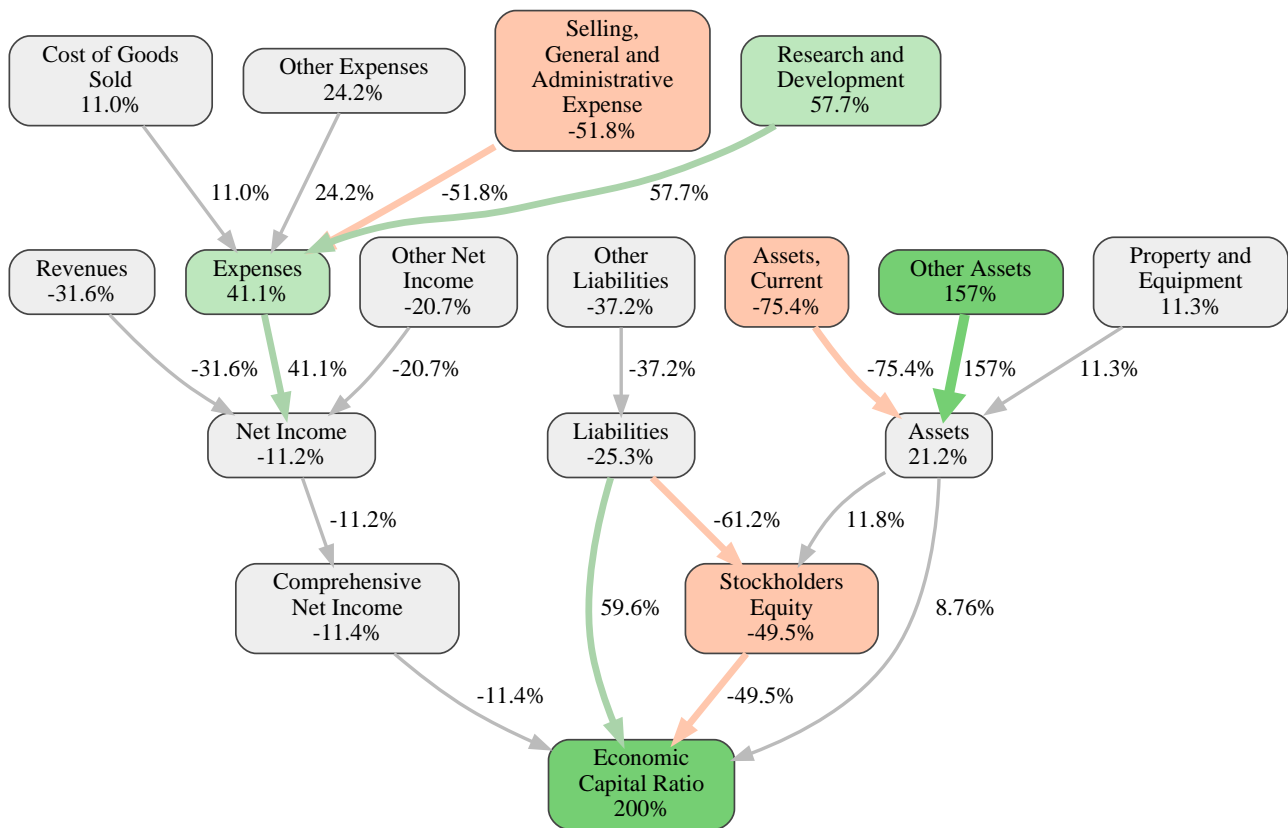 Cost of Goods
Sold
11.0%
Other Expenses
24.2%
Selling,
General and
Administrative
Expense
-51.8%
Research and
Development
57.7%
11.0%
24.2%
-51.8%
57.7%
Revenues
-31.6%
Expenses
41.1%
Other Net
Income
-20.7%
Other
Liabilities
-37.2%
Assets,
Current
-75.4%
Other Assets
157%
Property and
Equipment
11.3%
-31.6%
41.1%
-20.7%
-37.2%
-75.4%
157%
11.3%
Net Income
-11.2%
Liabilities
-25.3%
Assets
21.2%
-11.2%
-61.2%
11.8%
Comprehensive
Net Income
-11.4%
59.6%
Stockholders
Equity
-49.5%
8.76%
-11.4%
-49.5%
Economic
Capital Ratio
200%